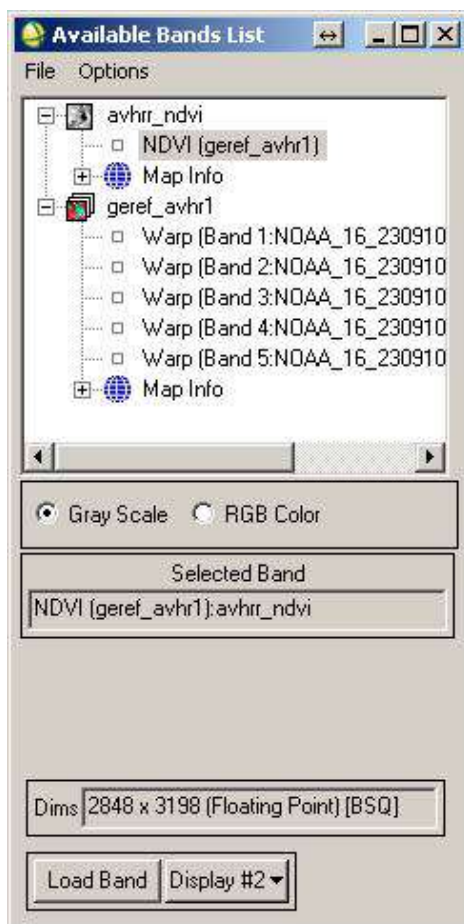 Available Bands List
File Options
avhrr_ndvi
NDVI (geref_avhr1)
Map Info
geref_avhr1
Warp (Band 1:NOAA_16_230910
Warp (Band 2:NOAA_16_230910
Warp (Band 3:NOAA_16_230910
Warp (Band 4:NOAA_16_230910
Warp (Band 5:NOAA_16_230910
Map Info
Gray Scale RGB Color
Selected Band
NDVI (geref_avhr1):avhrr_ndvi
Dims 2848 x 3198 (Floating Point) [BSQ]
Load Band Display #2